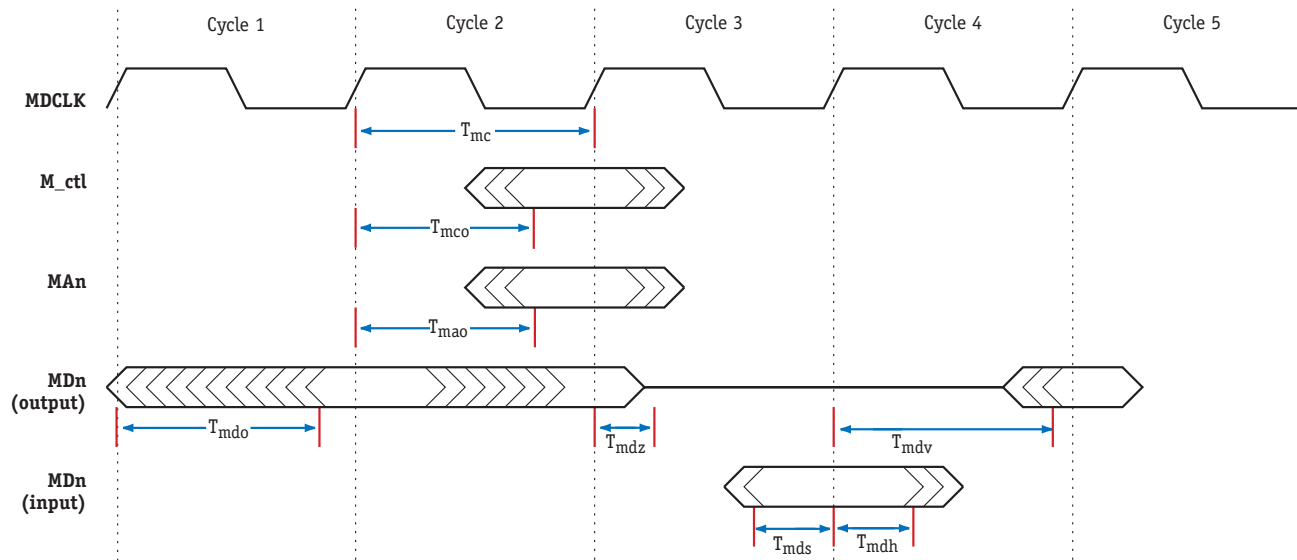 Cycle 1 Cycle 2 Cycle 3 Cycle 4 Cycle 5
MDCLK
Tmc
M_ctl
Tmco
MAn
Tmao
MDn
(output)
Tmdo Tmdz Tmdv
MDn
(input)
Tmds Tmdh